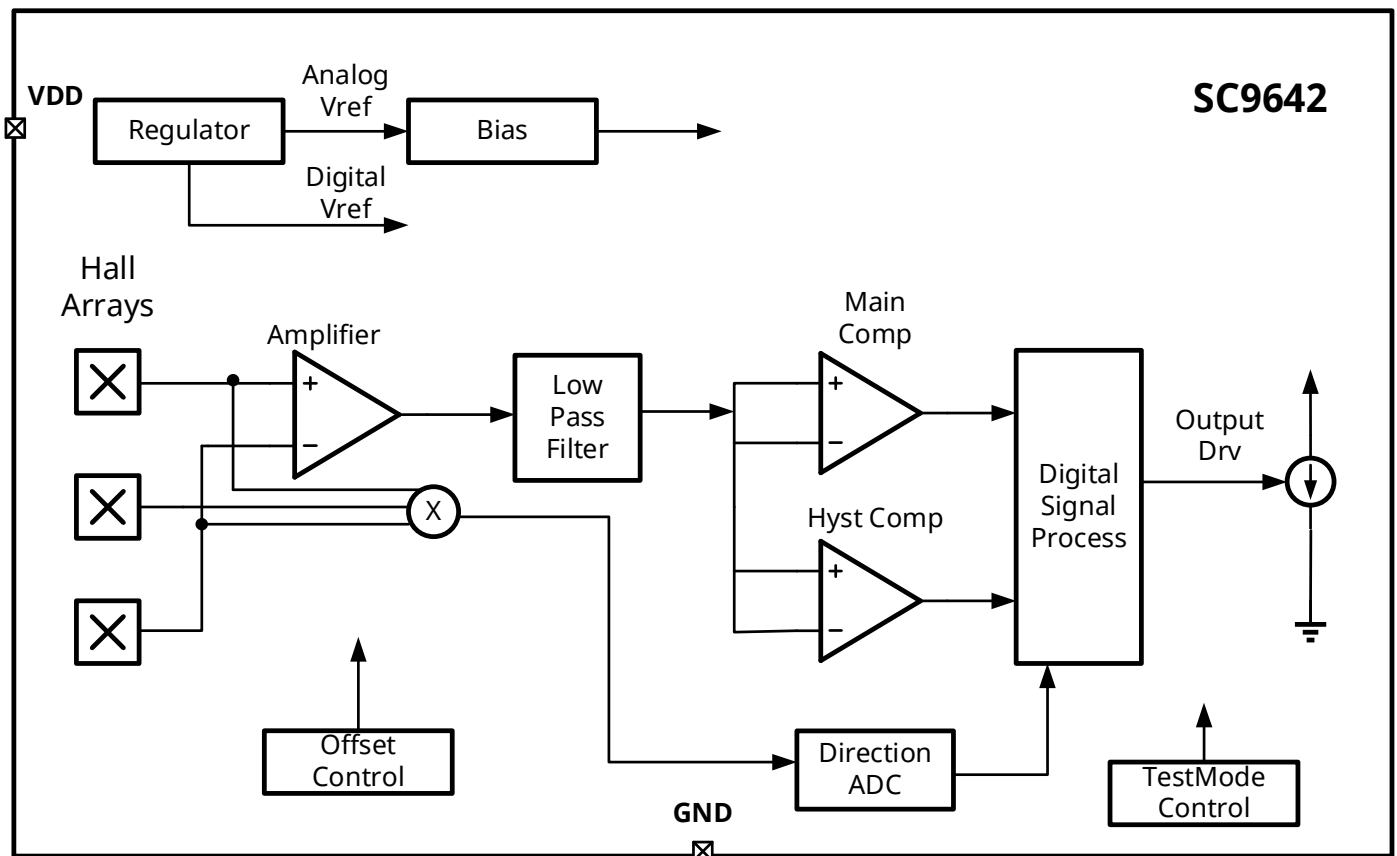 VDD
Analog
Vref
SC9642
Regulator
Bias
Digital
Vref
Hall
Arrays
Main
Comp
Amplifier
+
−
Low
Pass
Filter
+
−
Output
Drv
Digital
Signal
Process
X
Hyst Comp
+
−
Offset
Control
Direction
ADC
TestMode
Control
GND